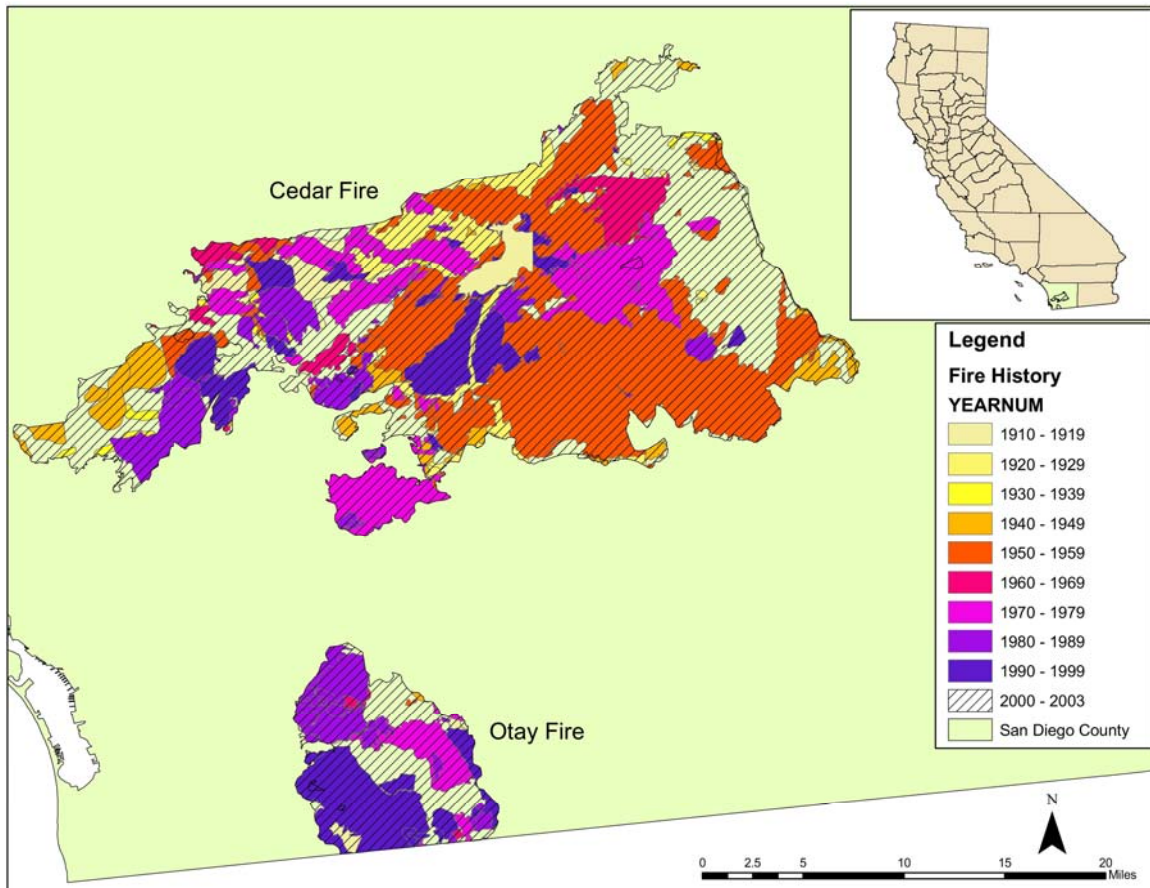 Cedar Fire
Otay Fire
Legend
Fire History
YEARNUM
1910 - 1919
1920 - 1929
1930 - 1939
1940 - 1949
1950 - 1959
1960 - 1969
1970 - 1979
1980 - 1989
1990 - 1999
2000 - 2003
San Diego County
N
0 2.5 5 10 15 20
Miles